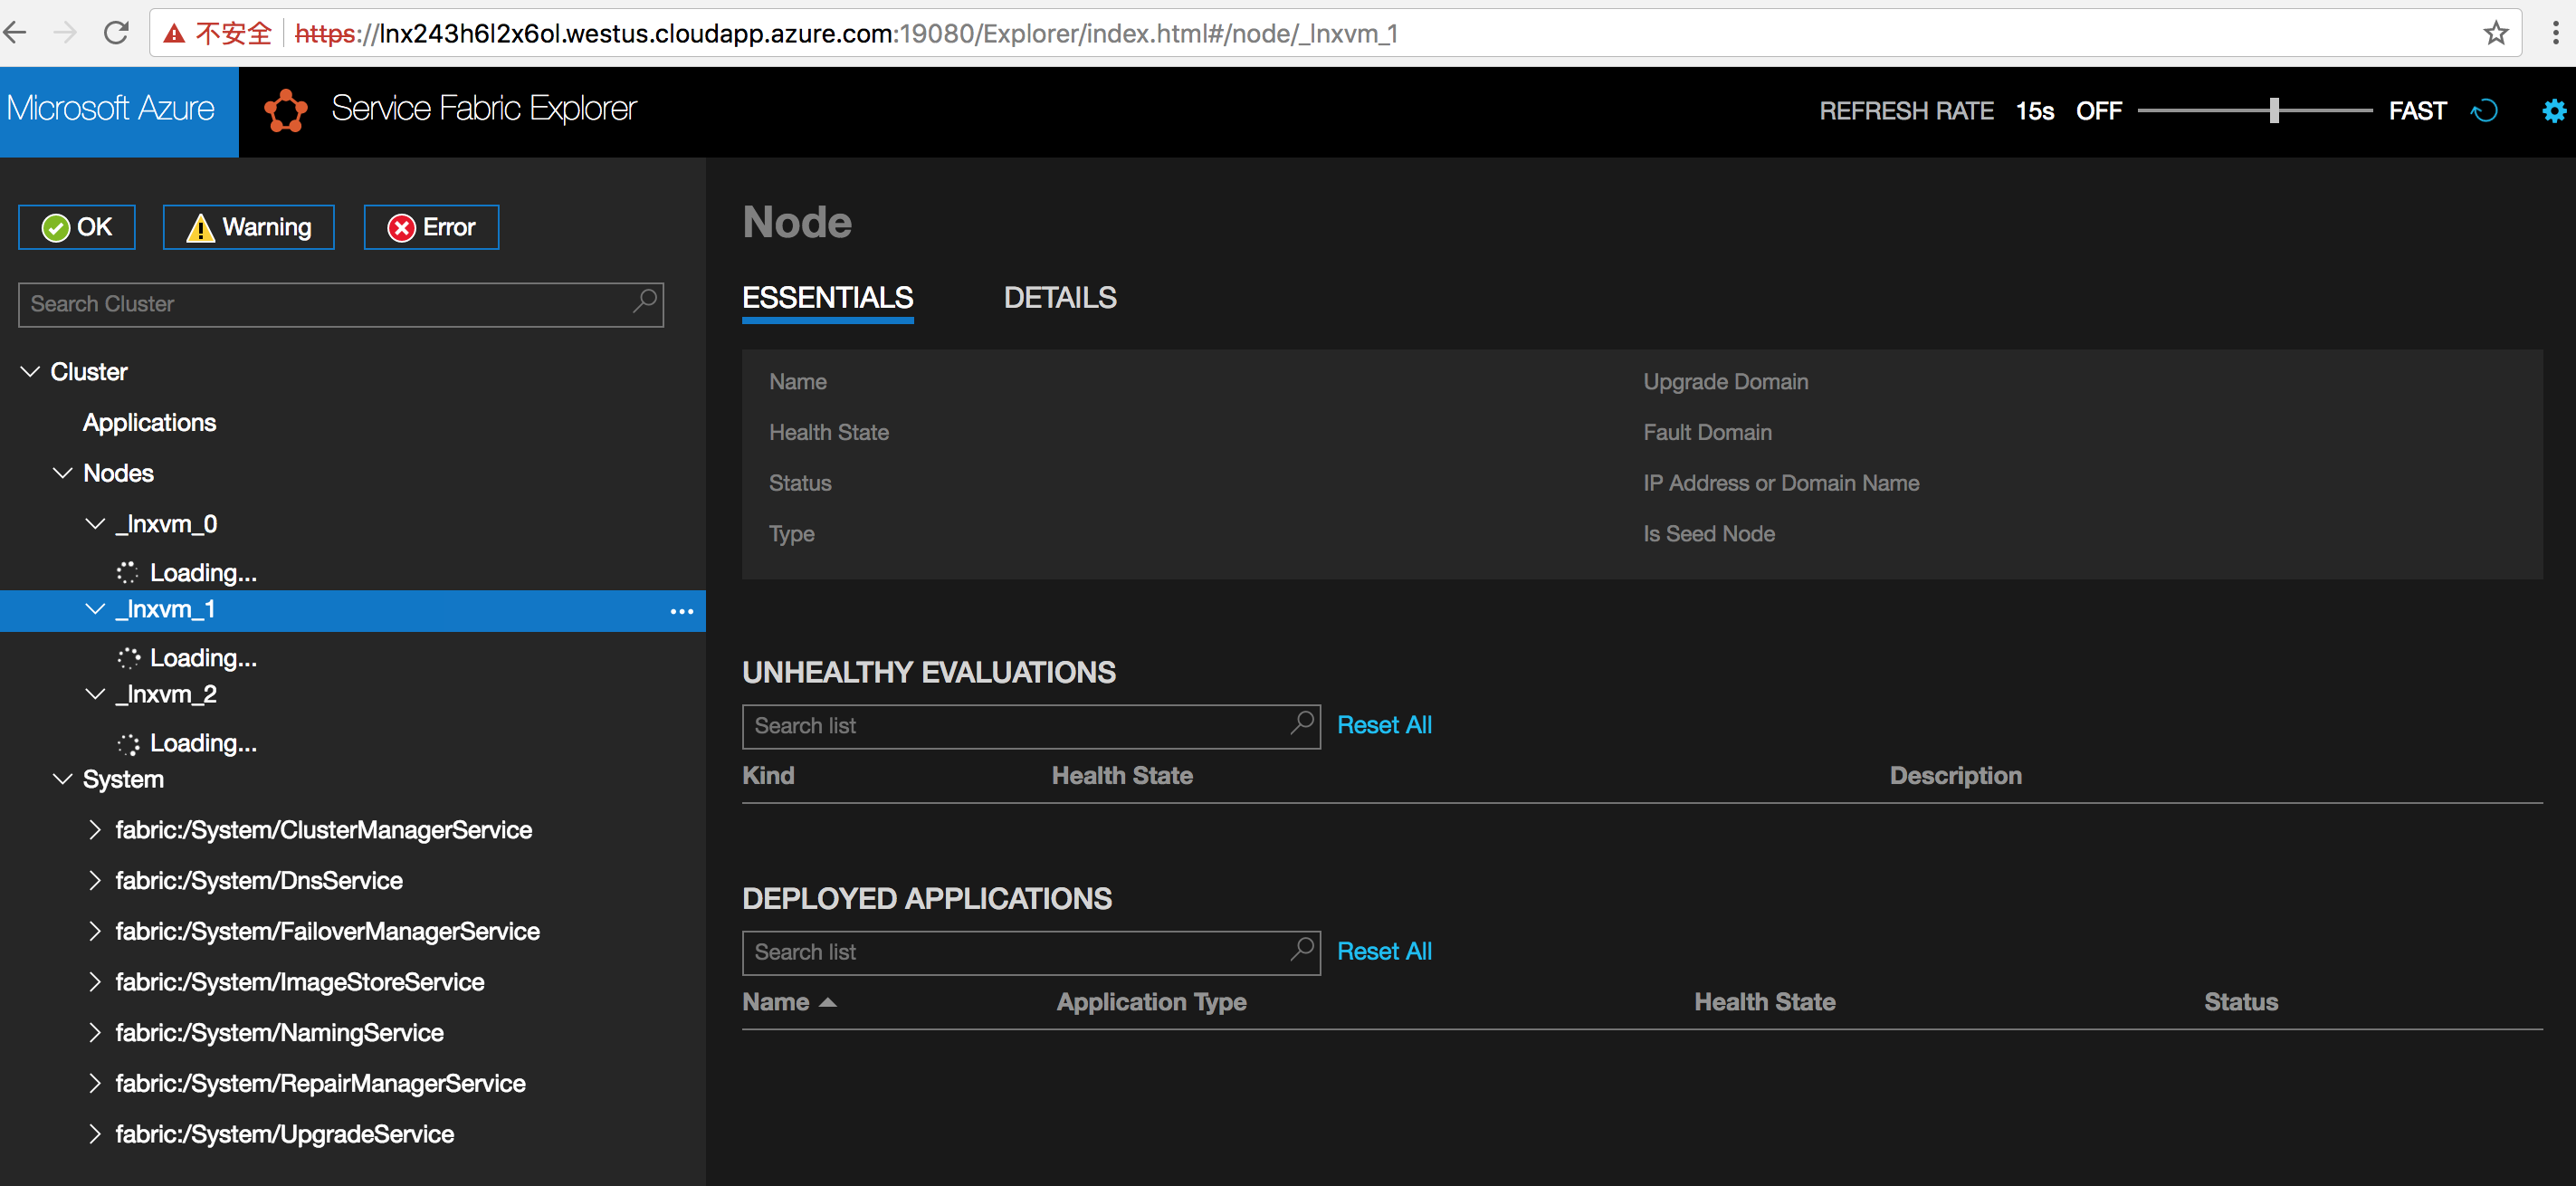 不安全 https://lnx243h6l2x6ol.westus.cloudapp.azure.com:19080/Explorer/index.html#/node/_lnxvm_1
Microsoft Azure Service Fabric Explorer REFRESH RATE 15s OFF FAST
OK Warning Error
Search Cluster
Cluster
Applications
Nodes
_lnxvm_0
Loading...
_lnxvm_1 ...
Loading...
_lnxvm_2
Loading...
System
fabric:/System/ClusterManagerService
fabric:/System/DnsService
fabric:/System/FailoverManagerService
fabric:/System/ImageStoreService
fabric:/System/NamingService
fabric:/System/RepairManagerService
fabric:/System/UpgradeService
Node
ESSENTIALS DETAILS
Name Upgrade Domain
Health State Fault Domain
Status IP Address or Domain Name
Type Is Seed Node
UNHEALTHY EVALUATIONS
Search list Reset All
Kind Health State Description
DEPLOYED APPLICATIONS
Search list Reset All
Name Application Type Health State Status